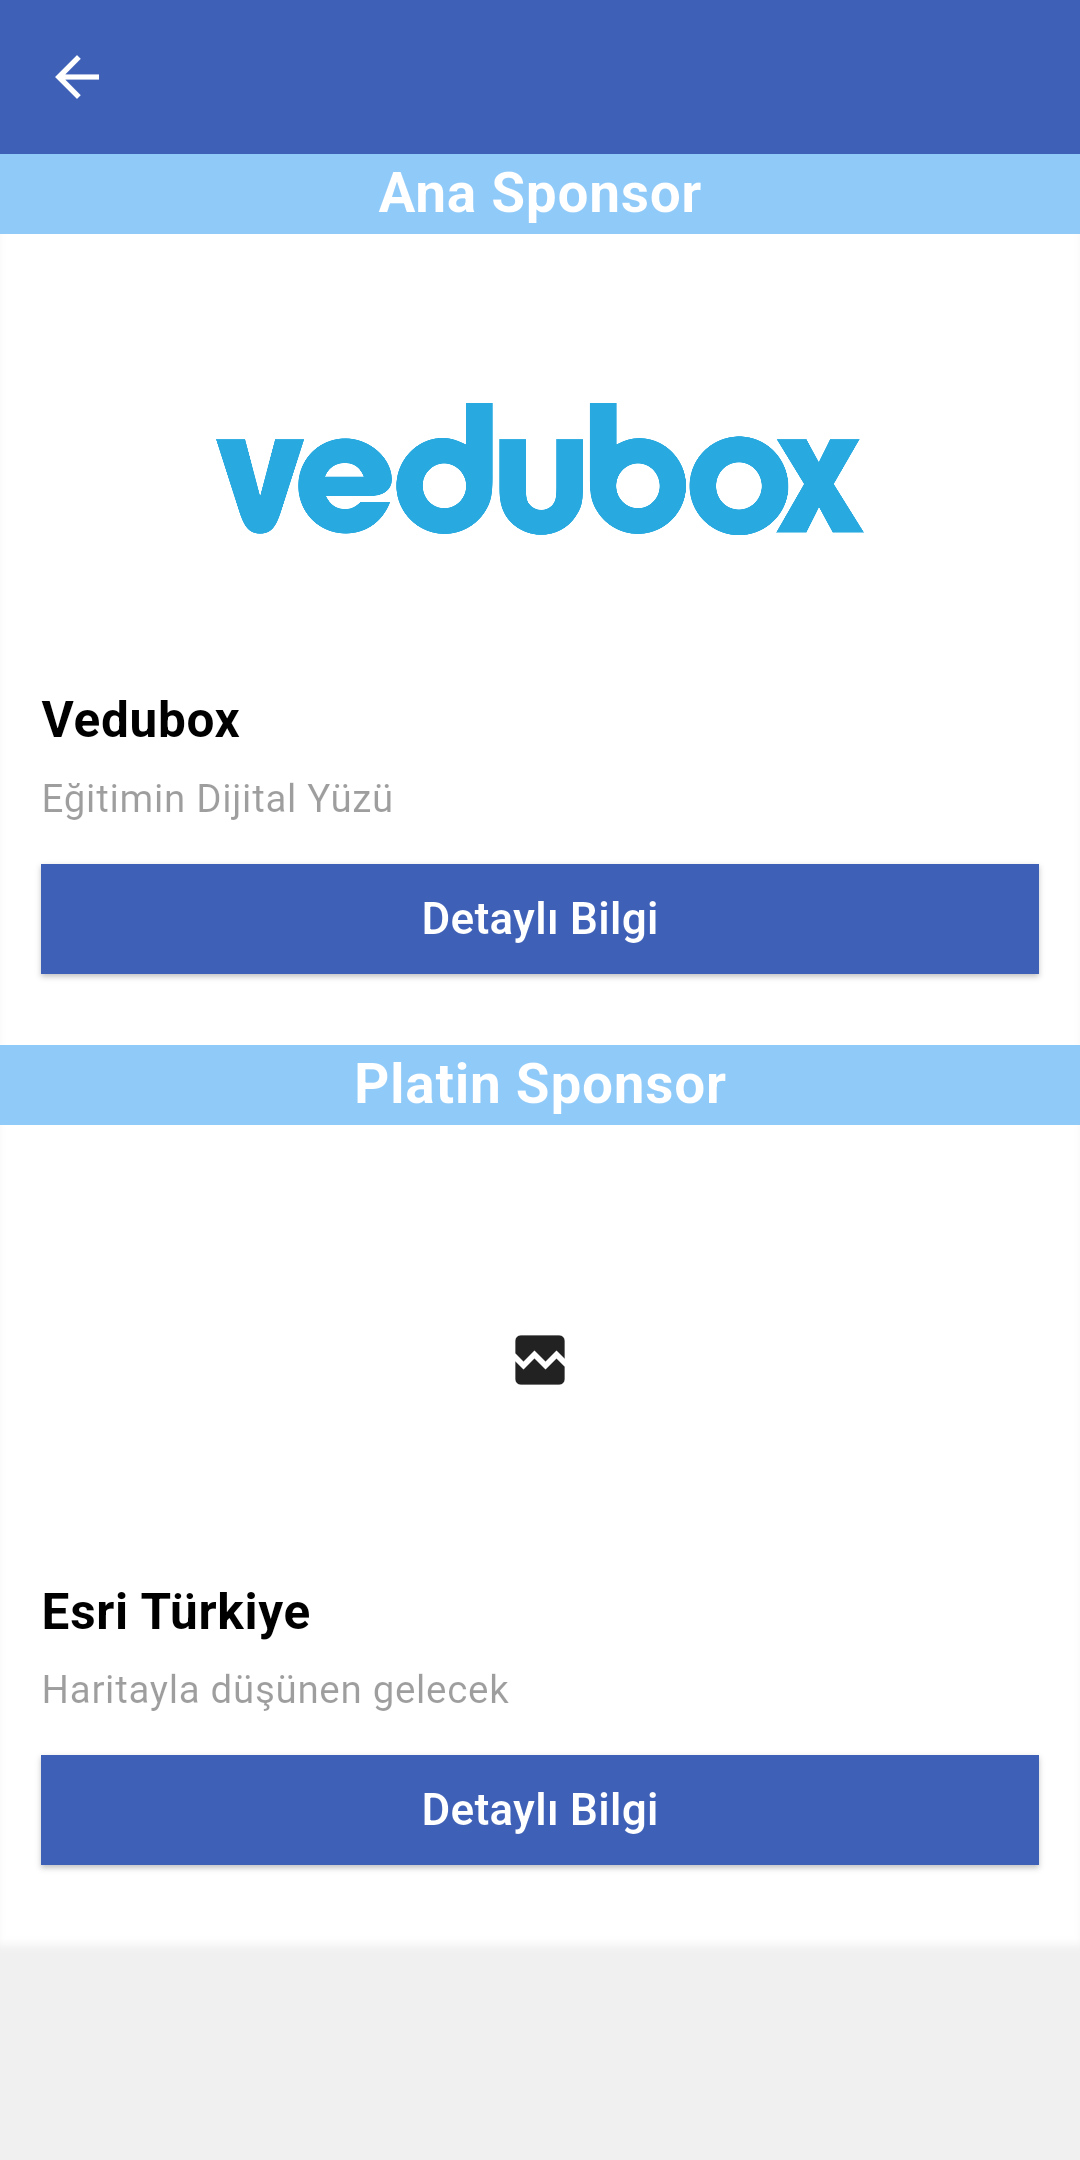 Ana Sponsor
vedubox
Vedubox
Eğitimin Dijital Yüzü
Detaylı Bilgi
Platin Sponsor
Esri Türkiye
Haritayla düşünen gelecek
Detaylı Bilgi